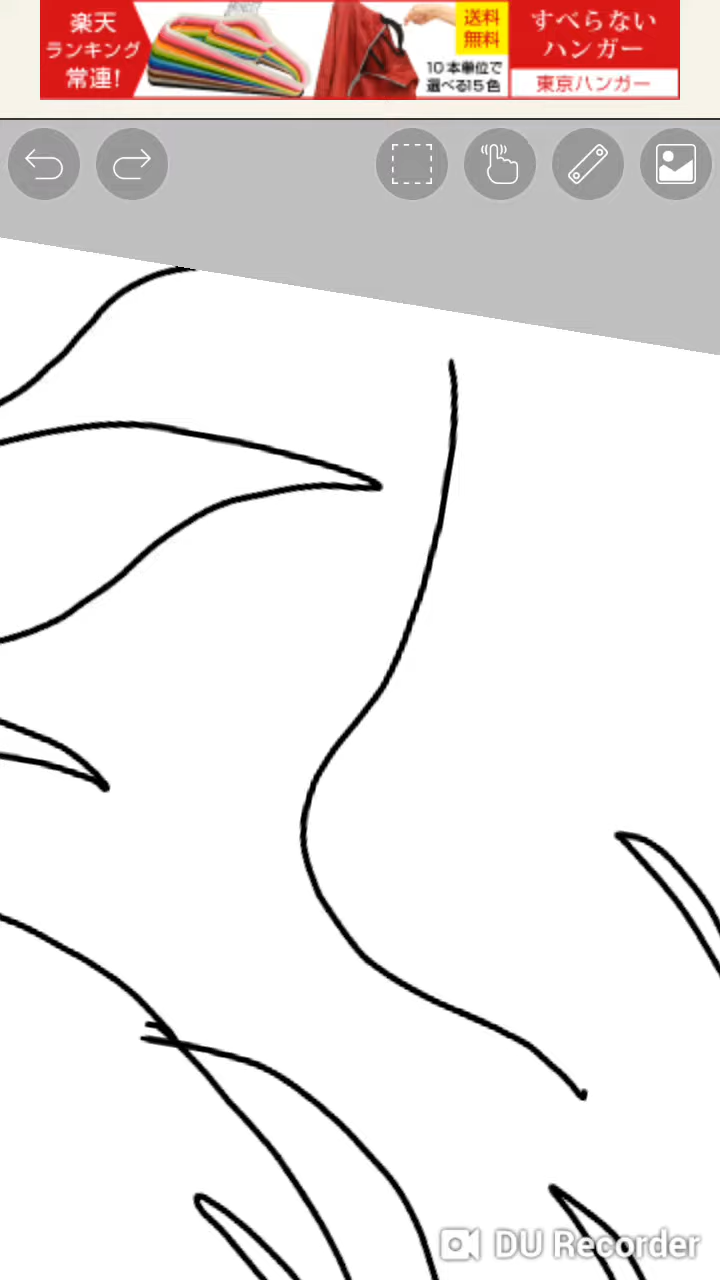 楽天
ランキング
常連!
送料
無料
10本単位で
選べる15色
すべらない
ハンガー
東京ハンガー
DU Recorder